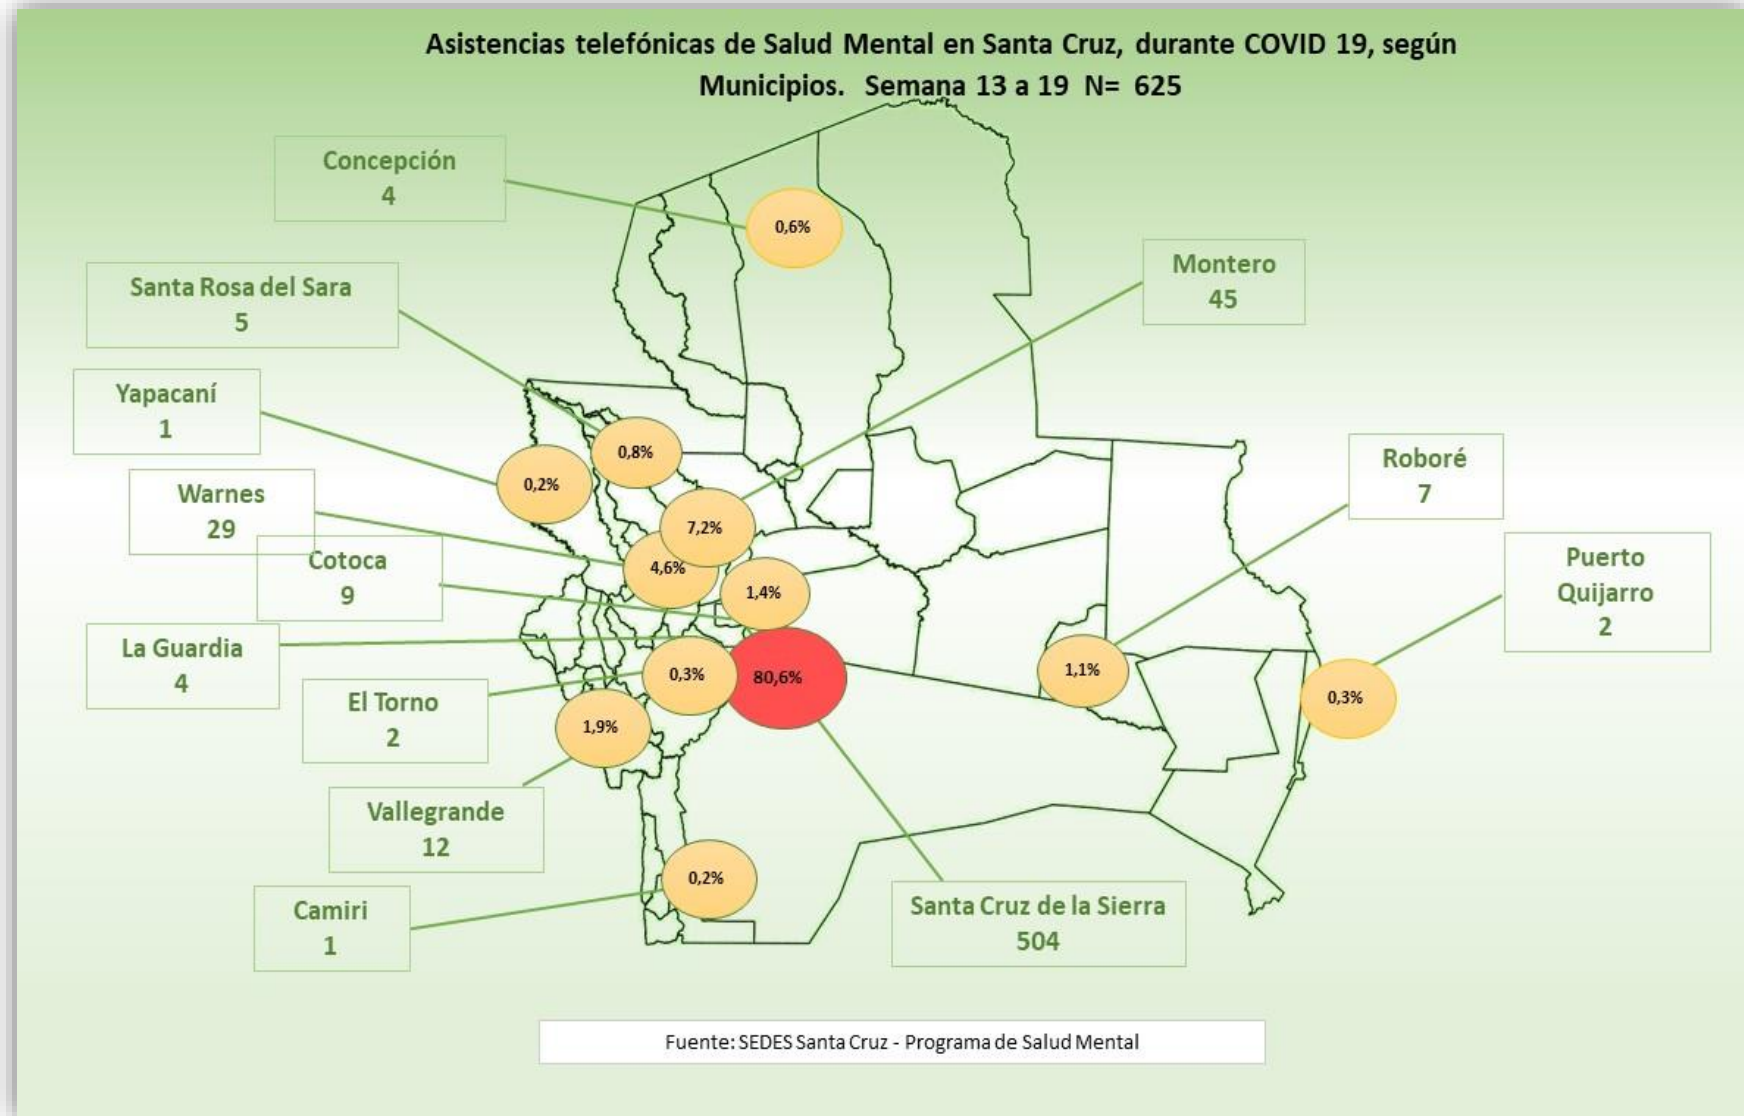 Asistencias telefónicas de Salud Mental en Santa Cruz, durante COVID 19, según
Municipios. Semana 13 a 19 N= 625
Concepción
4
0,6%
Montero
45
Santa Rosa del Sara
5
Yapacaní
1
0,8%
0,2%
Roboré
7
Warnes
29
7,2%
Cotoca
9
4,6%
1,4%
Puerto
Quijarro
2
La Guardia
4
0,3%
80,6%
1,1%
0,3%
El Torno
2
1,9%
Vallegrande
12
0,2%
Camiri
1
Santa Cruz de la Sierra
504
Fuente: SEDES Santa Cruz - Programa de Salud Mental